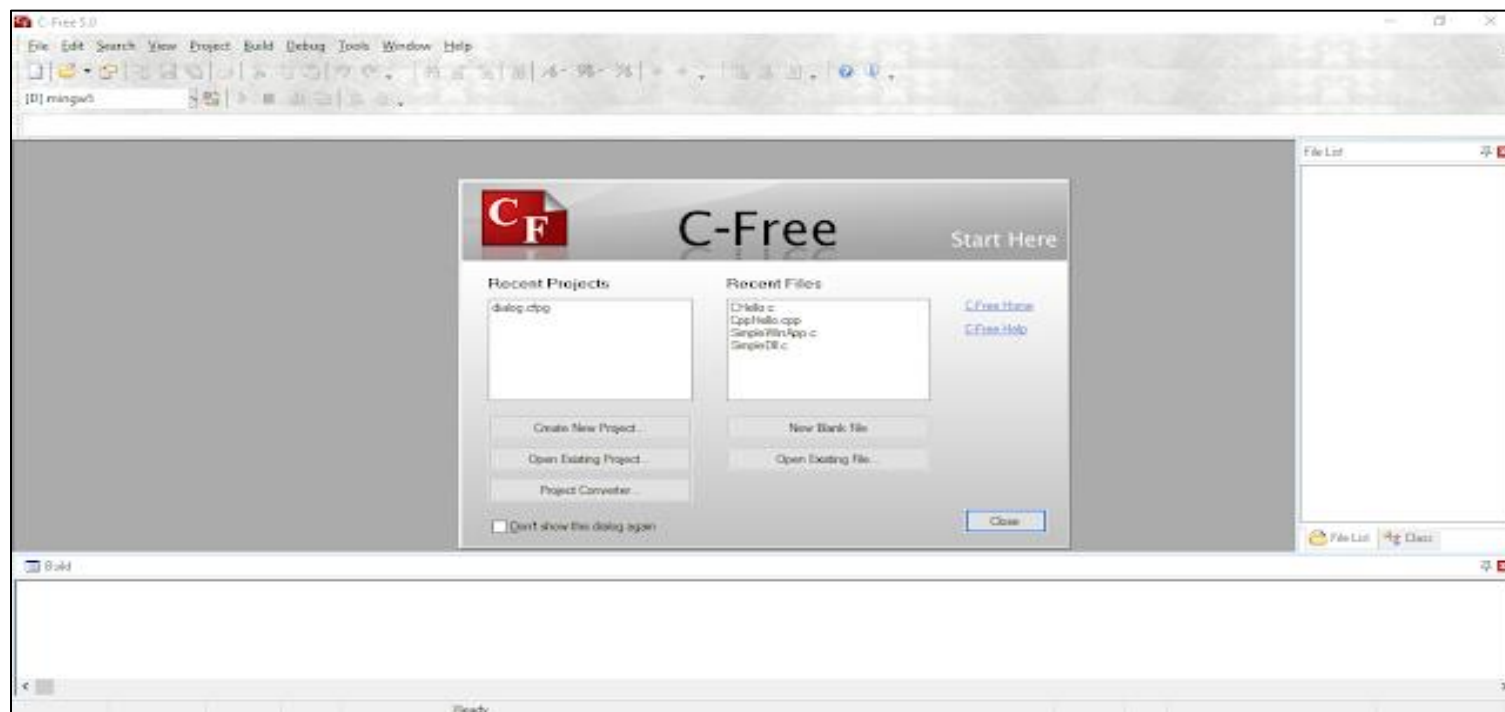 C-Free 5.0
File Edit Search View Project Build Debug Tools Window Help
[D] mingw5
File List
C F
C-Free
Start Here
Recent Projects
Recent Files
dialog.cfpg
CHello.c
CppHello.cpp
SimpleWinApp.c
SimpleDll.c
C-Free Home
C-Free Help
Create New Project...
New Blank File
Open Existing Project...
Open Existing File...
Project Converter...
Don't show this dialog again
Close
File List
Class
Build
Ready